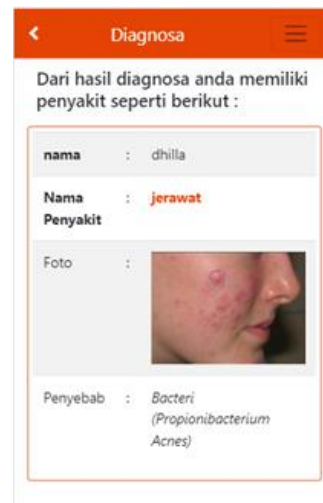 Diagnosa
Dari hasil diagnosa anda memiliki
penyakit seperti berikut :
nama : dhilla
Nama : jerawat
Penyakit
Foto :
Penyebab : Bacteri
(Propionibacterium
Acnes)